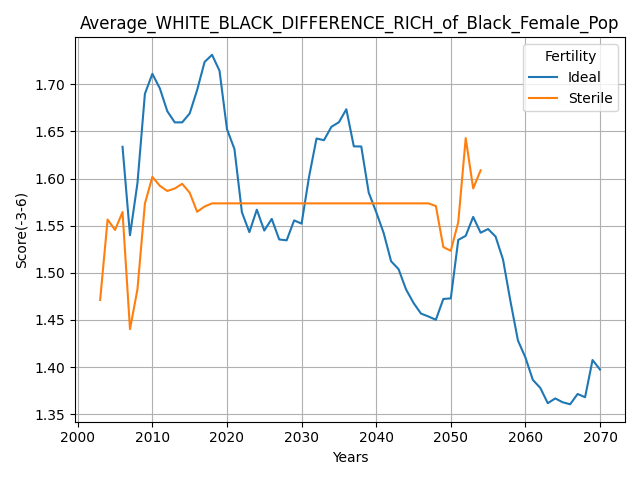 Average_WHITE_BLACK_DIFFERENCE_RICH_of_Black_Female_Pop
Fertility
Ideal
Sterile
Score(-3-6)
1.70
1.65
1.60
1.55
1.50
1.45
1.40
1.35
2000 2010 2020 2030 2040 2050 2060 2070
Years